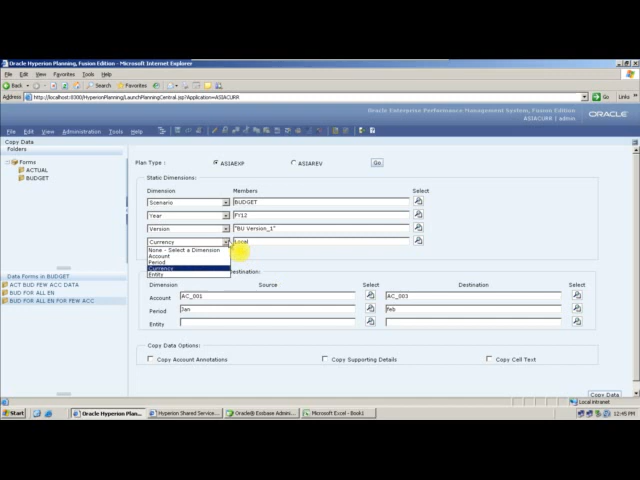 Oracle Hyperion Planning, Fusion Edition - Microsoft Internet Explorer
File Edit View Favorites Tools Help
Back Search Favorites
Address http://localhost:8300/HyperionPlanning/LaunchPlanningCentral.jsp?Application=ASIACURR Go Links »
Oracle Enterprise Performance Management System, Fusion Edition
ASIACURR | admin ORACLE
File Edit View Administration Tools Help
Copy Data
Folders
Forms
ACTUAL
BUDGET
Data Forms in BUDGET
ACT BUD FEW ACC DATA
BUD FOR ALL EN
BUD FOR ALL EN FOR FEW ACC
Plan Type : ASIAEXP ASIAREV Go
Static Dimensions:
Dimension Members Select
Scenario BUDGET
Year FY12
Version "BU Version_1"
Currency Local
None - Select a Dimension
Account
Period
Currency
Entity
Destination:
Dimension Source Select Destination Select
Account AC_001 AC_003
Period Jan Feb
Entity
Copy Data Options:
Copy Account Annotations Copy Supporting Details Copy Cell Text
Copy Data
Local intranet
Start Oracle Hyperion Plan... Hyperion Shared Service... Oracle® Essbase Admini... Microsoft Excel - Book1 12:45 PM